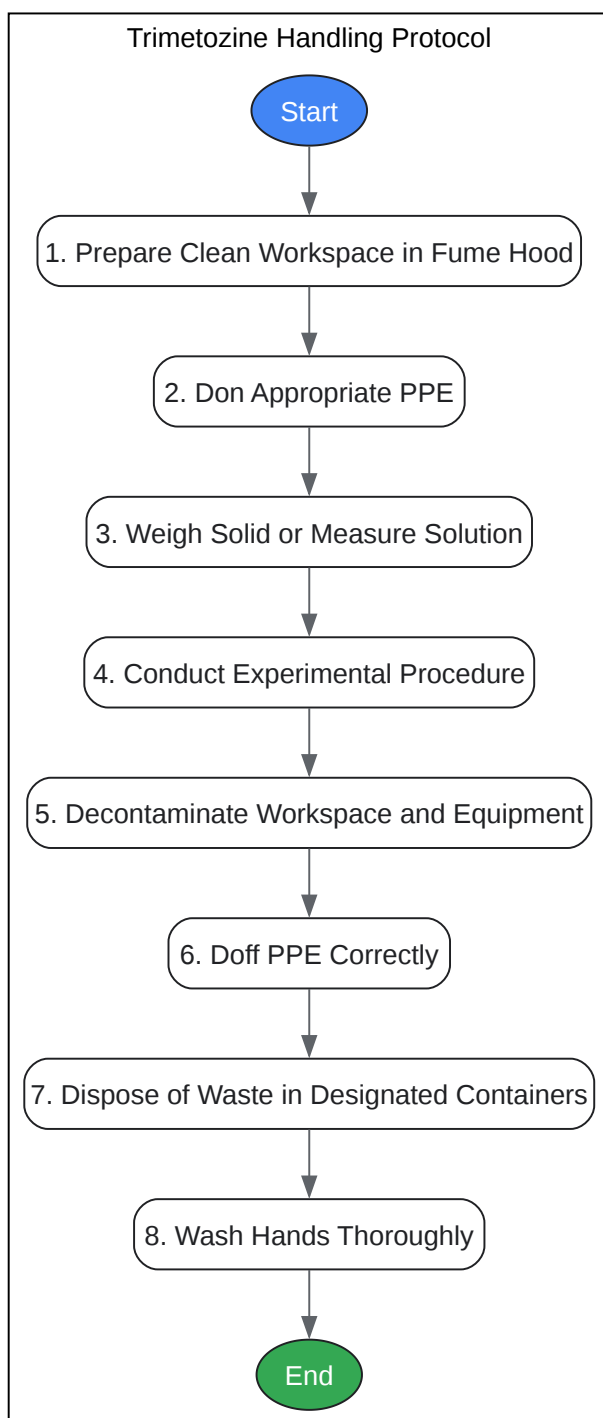 Trimetozine Handling Protocol
Start
1. Prepare Clean Workspace in Fume Hood
2. Don Appropriate PPE
3. Weigh Solid or Measure Solution
4. Conduct Experimental Procedure
5. Decontaminate Workspace and Equipment
6. Doff PPE Correctly
7. Dispose of Waste in Designated Containers
8. Wash Hands Thoroughly
End